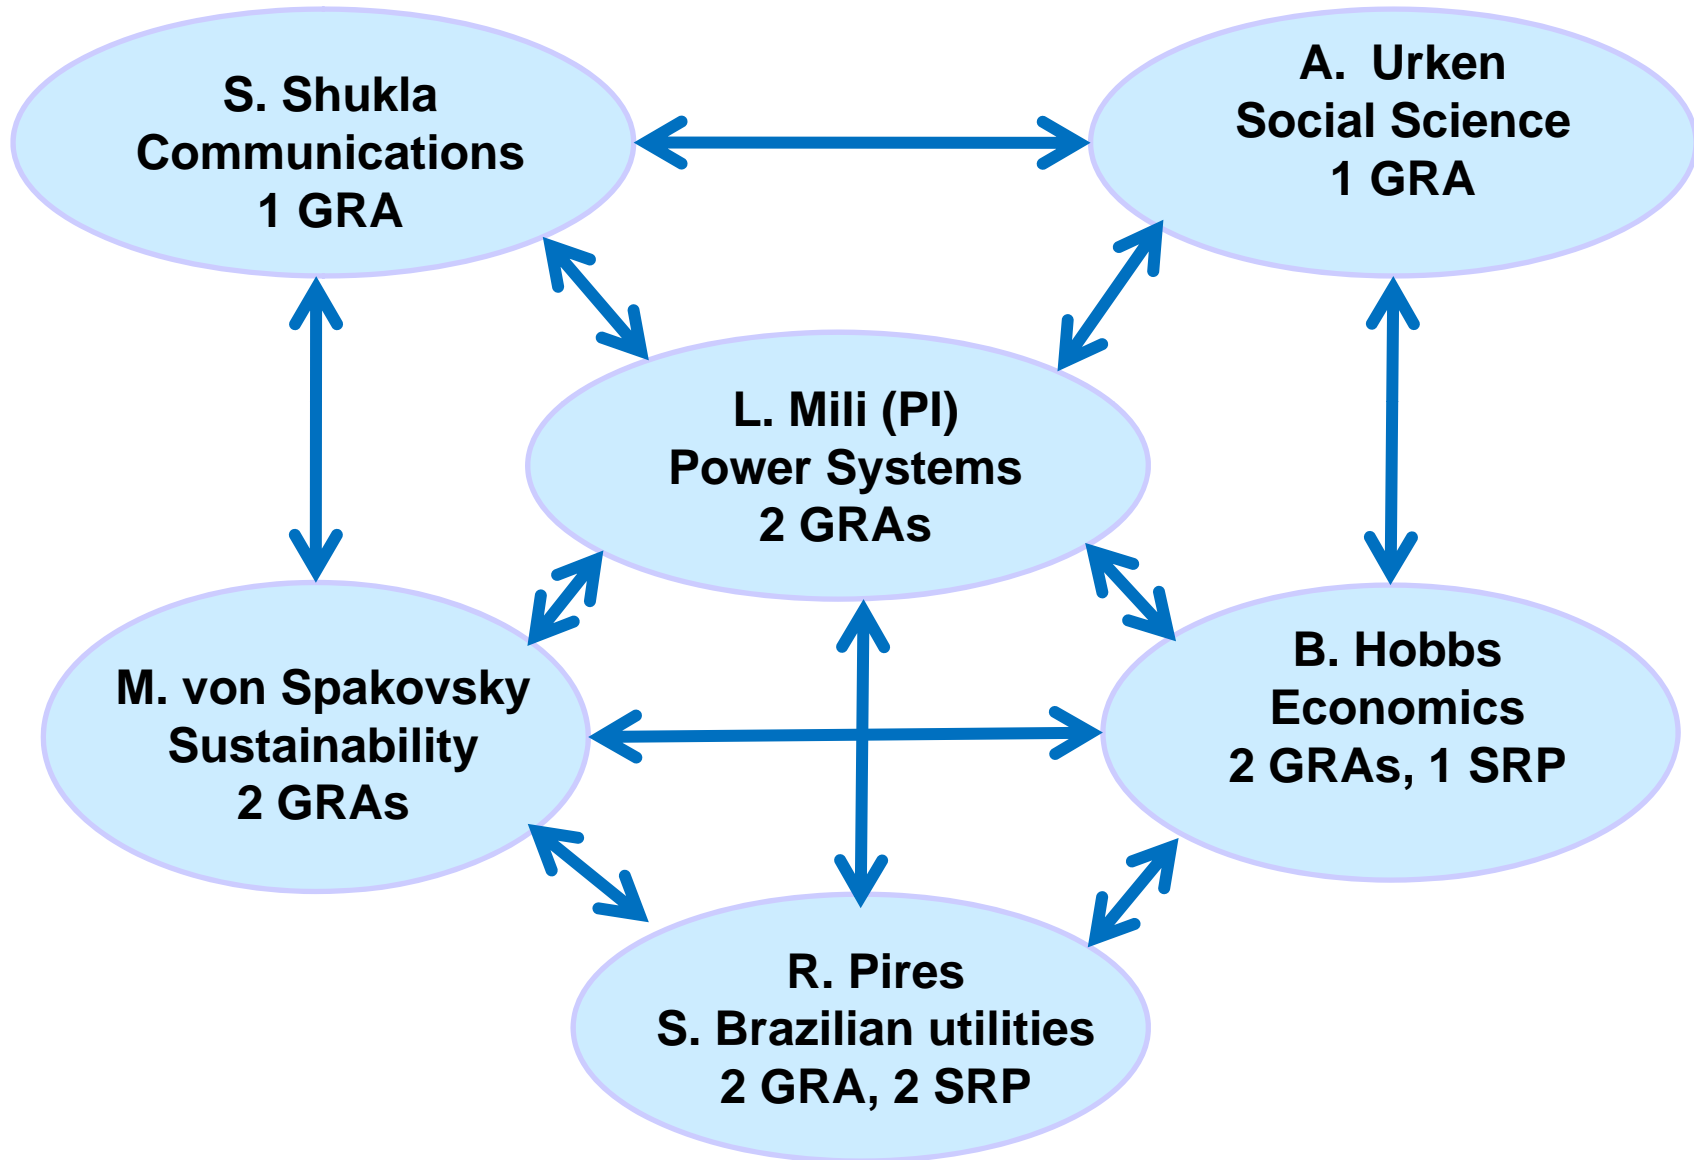 S. Shukla
Communications
1 GRA
A.  Urken
Social Science
1 GRA
L. Mili (PI)
Power Systems
2 GRAs
M. von Spakovsky
Sustainability
2 GRAs
B. Hobbs
Economics
2 GRAs, 1 SRP
R. Pires
S. Brazilian utilities
2 GRA, 2 SRP